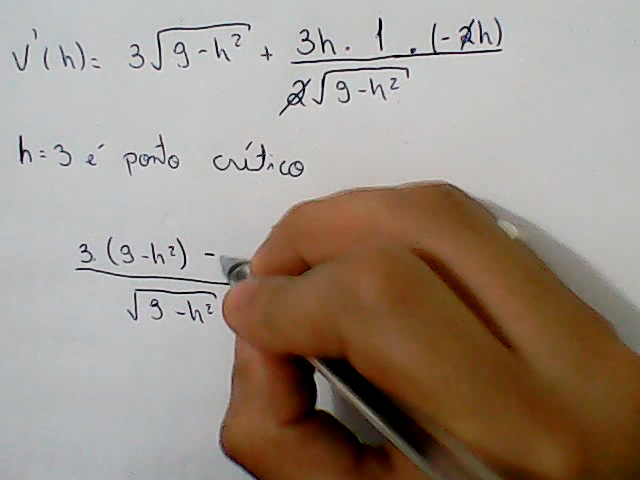 V'(h) = 3√(9-h²) + (3h . 1 . (-2h))/(2√(9-h²))
h = 3 é ponto crítico
(3.(9-h²) -)/(√(9-h²))